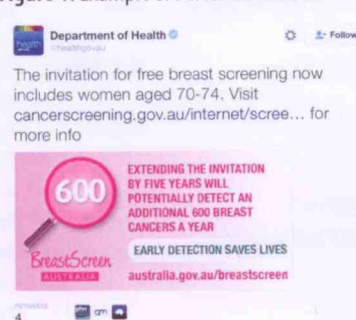 Department of Health
@healthgovau
Follow
The invitation for free breast screening now
includes women aged 70-74. Visit
cancerscreening.gov.au/internet/scree... for
more info
600
EXTENDING THE INVITATION
BY FIVE YEARS WILL
POTENTIALLY DETECT AN
ADDITIONAL 600 BREAST
CANCERS A YEAR
EARLY DETECTION SAVES LIVES
BreastScreen
AUSTRALIA
australia.gov.au/breastscreen
RETWEETS
4